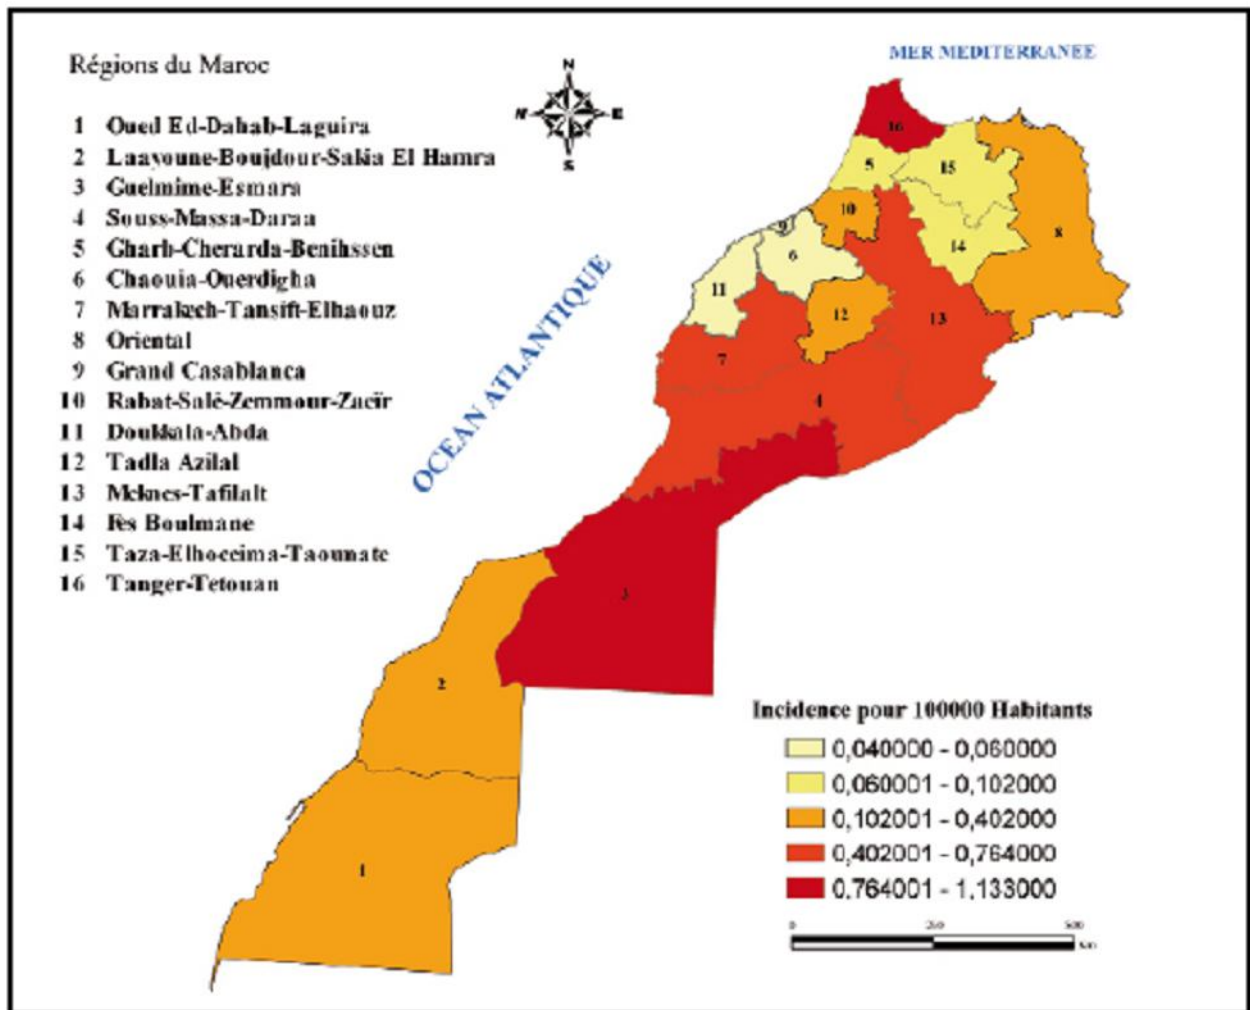 Régions du Maroc
1 Oued Ed-Dahab-Laguira
2 Laayoune-Boujdour-Sakia El Hamra
3 Guelmime-Esmara
4 Souss-Massa-Daraa
5 Gharb-Cherarda-Benihssen
6 Chaouia-Ouerdigha
7 Marrakech-Tansift-Elhaouz
8 Oriental
9 Grand Casablanca
10 Rabat-Salé-Zemmour-Zaeïr
11 Doukkala-Abda
12 Tadla Azilal
13 Meknes-Tafilalt
14 Fès Boulmane
15 Taza-Elhoceima-Taounate
16 Tanger-Tetouan
N
E
S
MER MEDITERRANEE
OCEAN ATLANTIQUE
16
5
15
10
9
6
14
8
11
12
13
7
4
3
2
1
Incidence pour 100000 Habitants
0,040000 - 0,060000
0,060001 - 0,102000
0,102001 - 0,402000
0,402001 - 0,764000
0,764001 - 1,133000
0 250 500